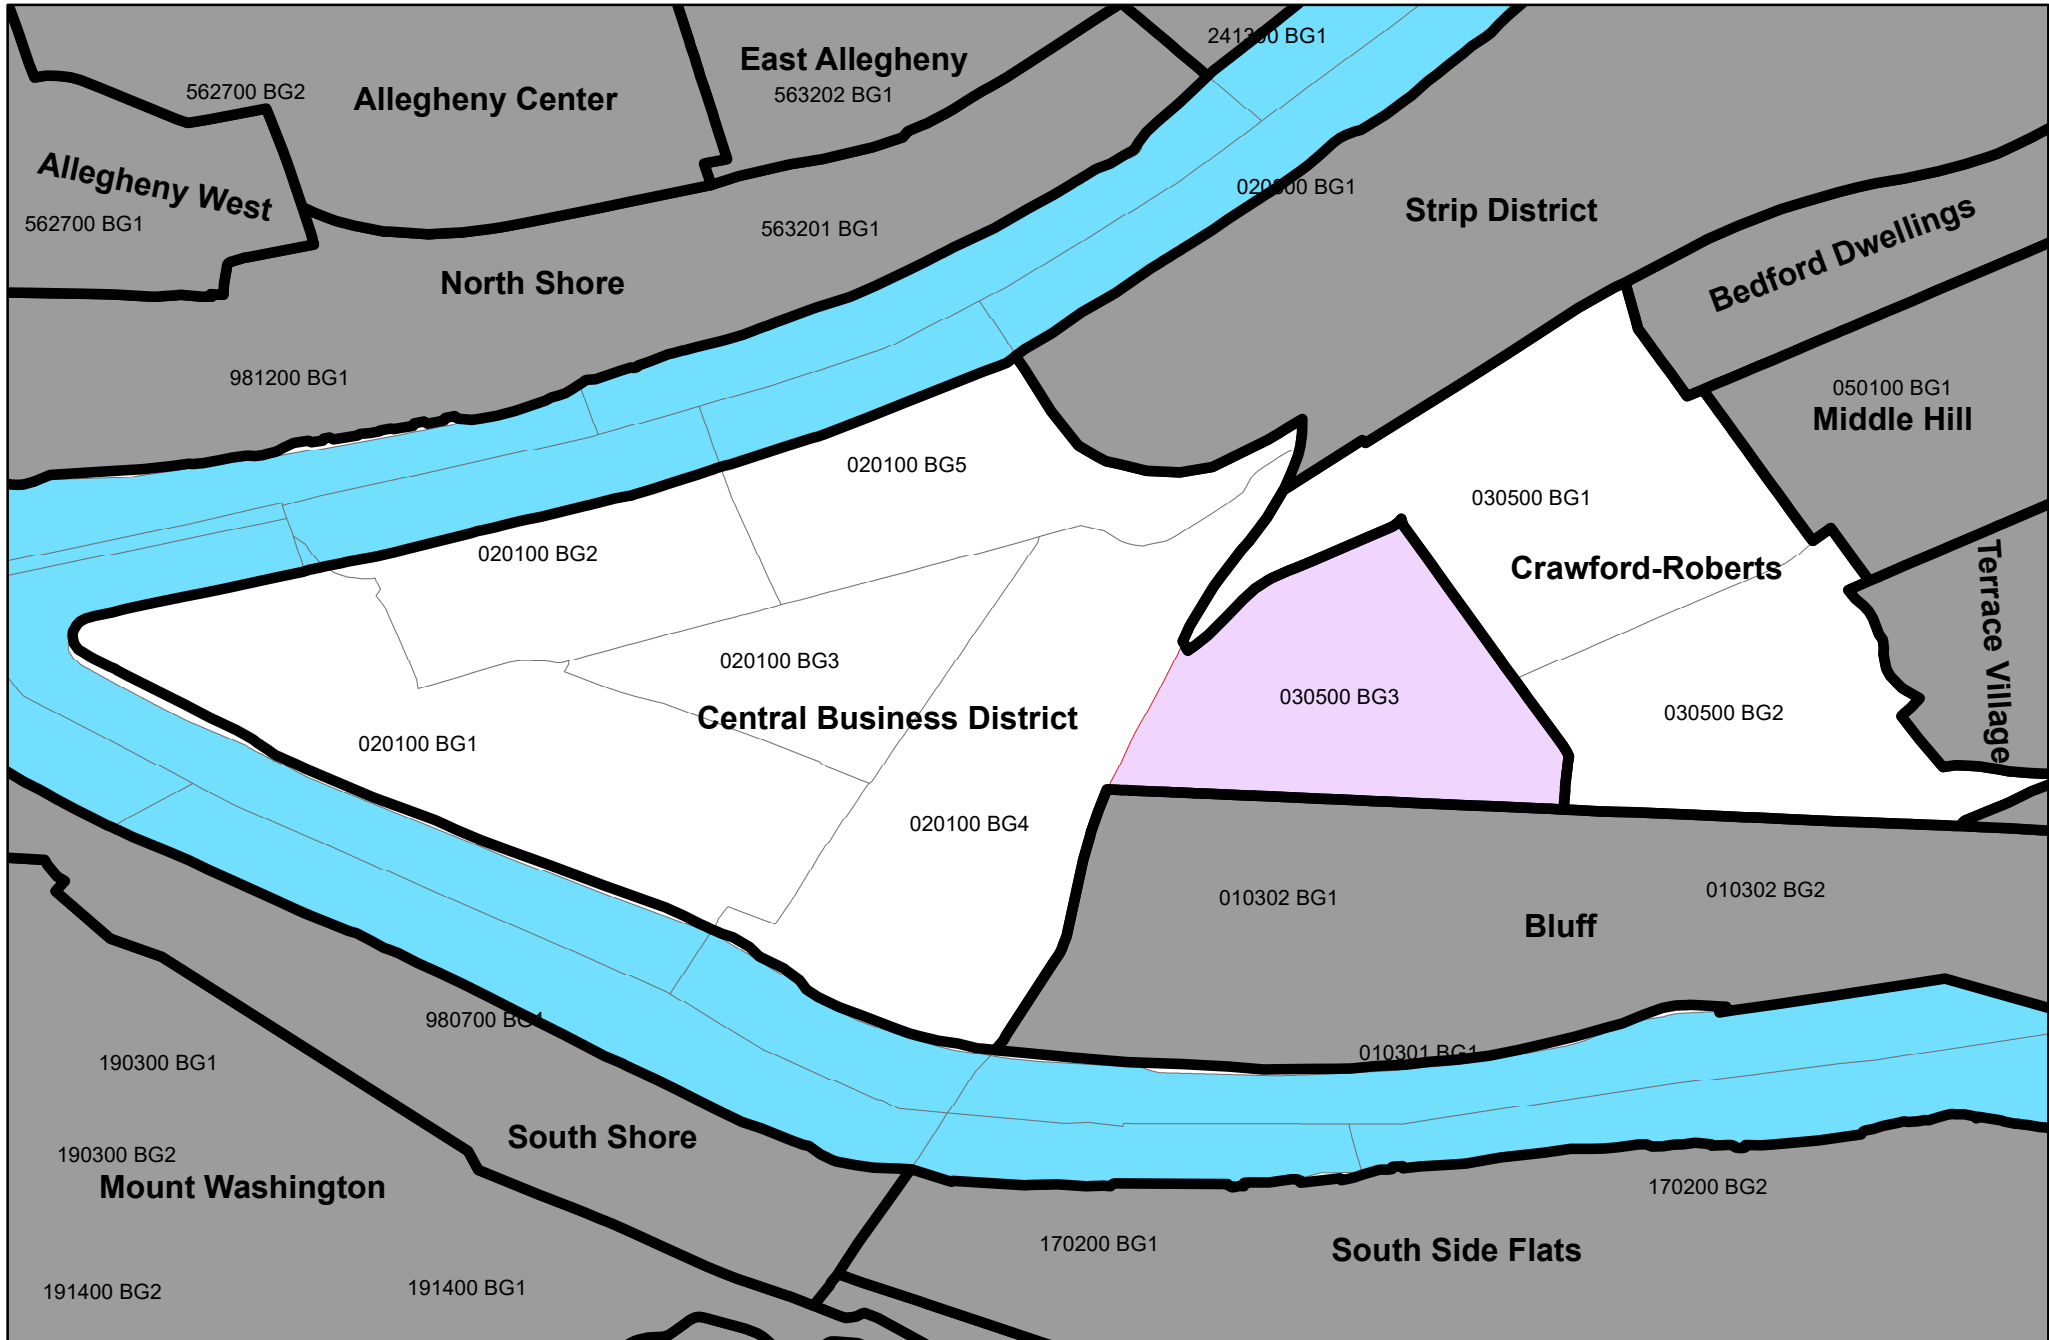 241300 BG1
East Allegheny
563202 BG1
562700 BG2
Allegheny Center
Allegheny West
562700 BG1
020300 BG1
Strip District
563201 BG1
Bedford Dwellings
North Shore
981200 BG1
050100 BG1
Middle Hill
020100 BG5
030500 BG1
020100 BG2
Crawford-Roberts
Terrace Village
020100 BG3
030500 BG3
Central Business District
030500 BG2
020100 BG1
020100 BG4
010302 BG1
010302 BG2
Bluff
980700 BG1
010301 BG1
190300 BG1
South Shore
190300 BG2
Mount Washington
170200 BG2
170200 BG1
South Side Flats
191400 BG2
191400 BG1